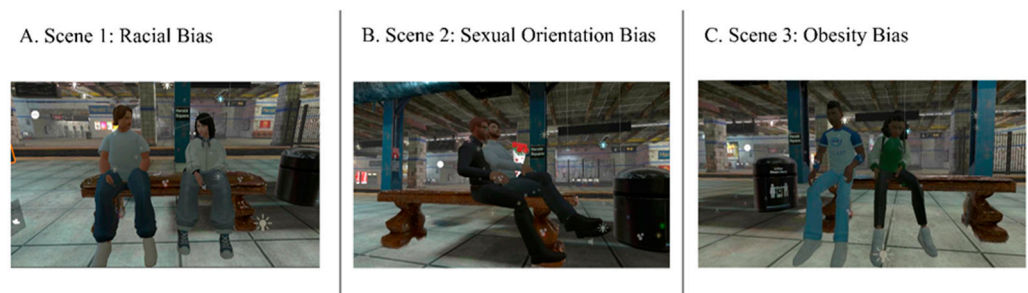 A. Scene 1: Racial Bias
B. Scene 2: Sexual Orientation Bias
C. Scene 3: Obesity Bias